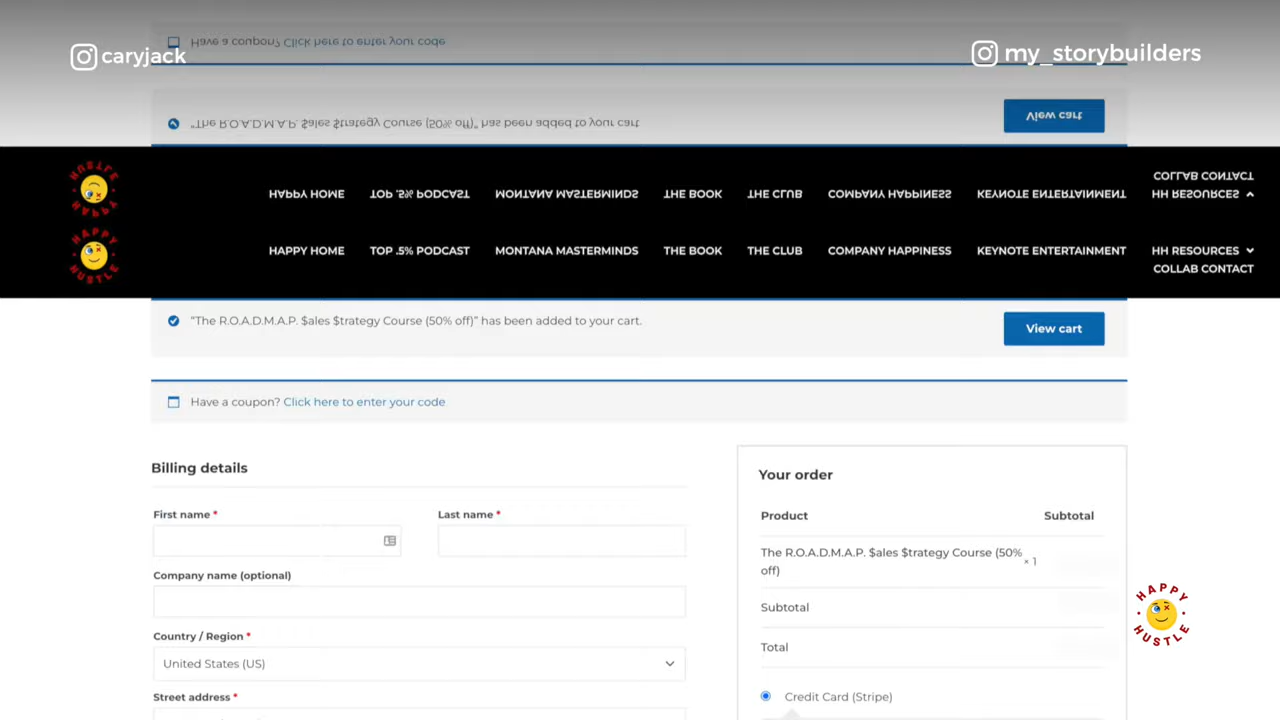 caryjack
my_storybuilders
Have a coupon? Click here to enter your code
"The R.O.A.D.M.A.P. $ales $trategy Course (50% off)" has been added to your cart
View cart
HAPPY HUSTLE
HAPPY HOME TOP .5% PODCAST MONTANA MASTERMINDS THE BOOK THE CLUB COMPANY HAPPINESS KEYNOTE ENTERTAINMENT HH RESOURCES
COLLAB CONTACT
HAPPY HUSTLE
HAPPY HOME TOP .5% PODCAST MONTANA MASTERMINDS THE BOOK THE CLUB COMPANY HAPPINESS KEYNOTE ENTERTAINMENT HH RESOURCES
COLLAB CONTACT
"The R.O.A.D.M.A.P. $ales $trategy Course (50% off)" has been added to your cart.
View cart
Have a coupon? Click here to enter your code
Billing details
First name *
Last name *
Company name (optional)
Country / Region *
United States (US)
Street address *
Your order
Product Subtotal
The R.O.A.D.M.A.P. $ales $trategy Course (50%
off) × 1
Subtotal
Total
Credit Card (Stripe)
HAPPY HUSTLE